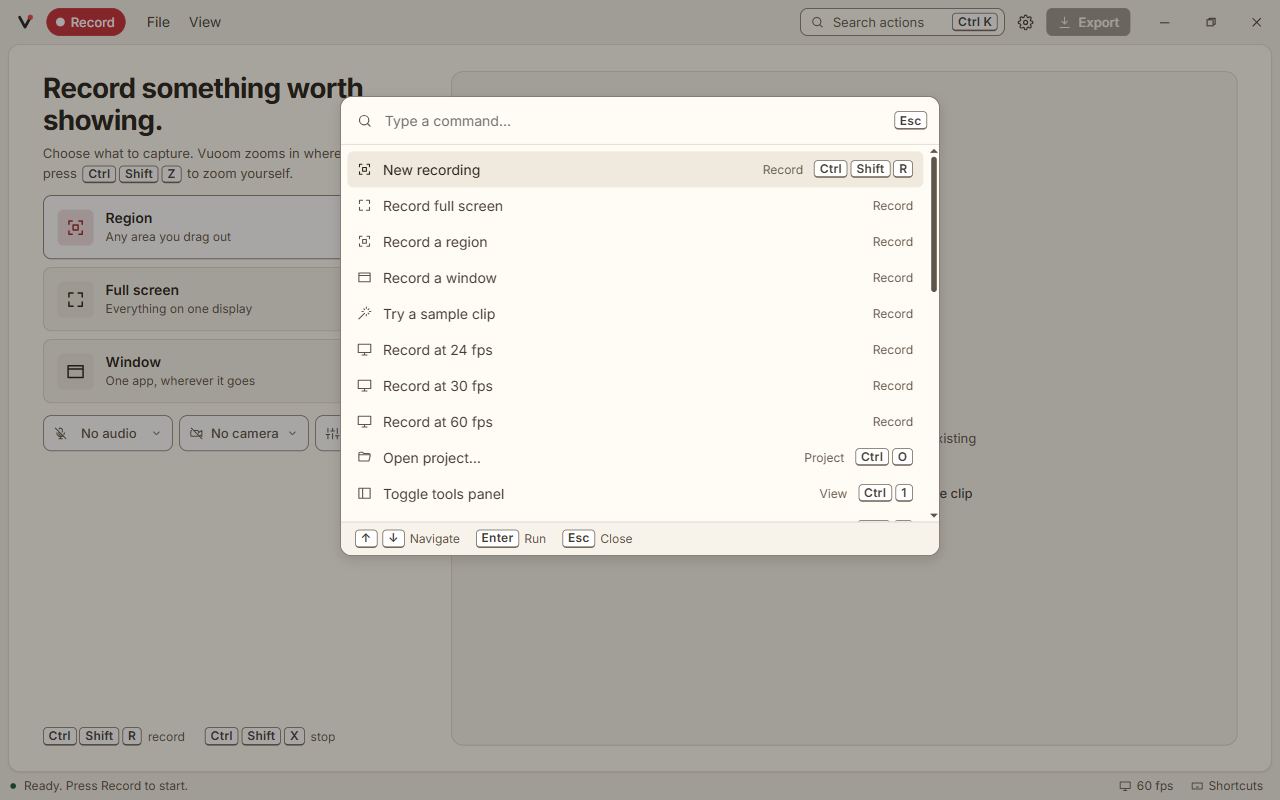 Record File View Search actions Ctrl K Export
Record something worth
showing.
Choose what to capture. Vuoom zooms in where
press Ctrl Shift Z to zoom yourself.
Region
Any area you drag out
Full screen
Everything on one display
Window
One app, wherever it goes
No audio No camera
Type a command... Esc
New recording Record Ctrl Shift R
Record full screen Record
Record a region Record
Record a window Record
Try a sample clip Record
Record at 24 fps Record
Record at 30 fps Record
Record at 60 fps Record
Open project... Project Ctrl O
Toggle tools panel View Ctrl 1
↑ ↓ Navigate Enter Run Esc Close
clip
Ctrl Shift R record Ctrl Shift X stop
Ready. Press Record to start. 60 fps Shortcuts